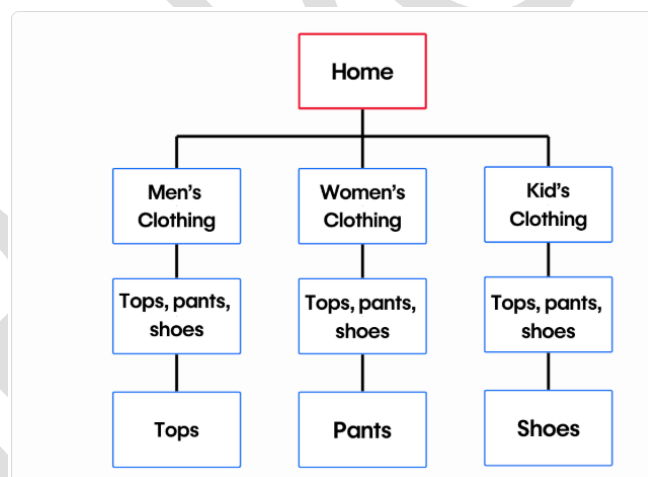 Home
Men's
Clothing
Women's
Clothing
Kid's
Clothing
Tops, pants,
shoes
Tops, pants,
shoes
Tops, pants,
shoes
Tops
Pants
Shoes